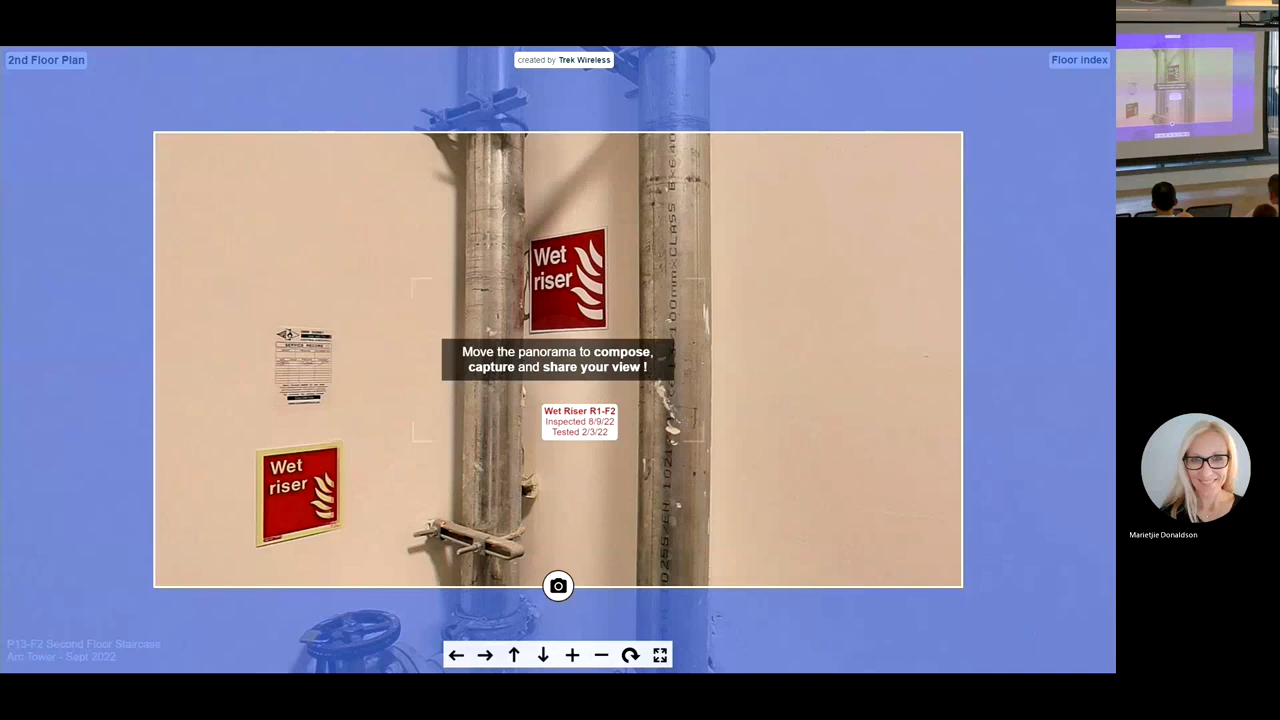 2nd Floor Plan
created by Trek Wireless
Floor index
Wet
riser
Move the panorama to compose,
capture and share your view !
SERVICE RECORD
Wet Riser R1-F2
Inspected 8/9/22
Tested 2/3/22
Wet
riser
Marietjie Donaldson
P13-F2 Second Floor Staircase
Arc Tower - Sept 2022